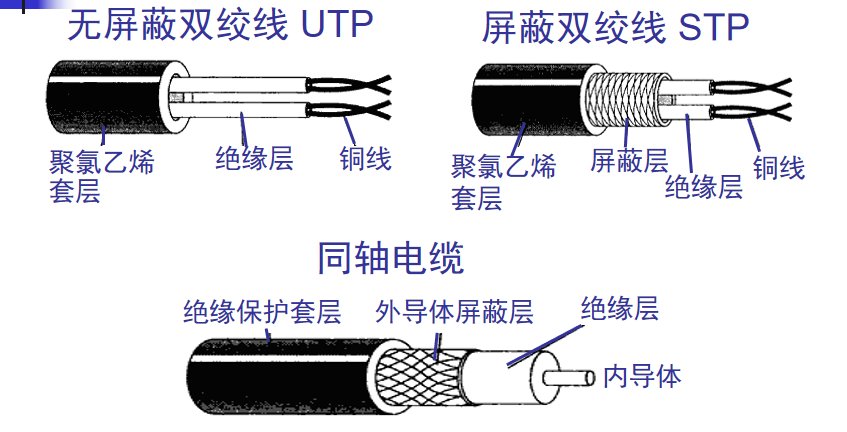 无屏蔽双绞线 UTP
屏蔽双绞线 STP
聚氯乙烯
套层
绝缘层
铜线
聚氯乙烯
套层
屏蔽层
绝缘层
铜线
同轴电缆
绝缘保护套层
外导体屏蔽层
绝缘层
内导体